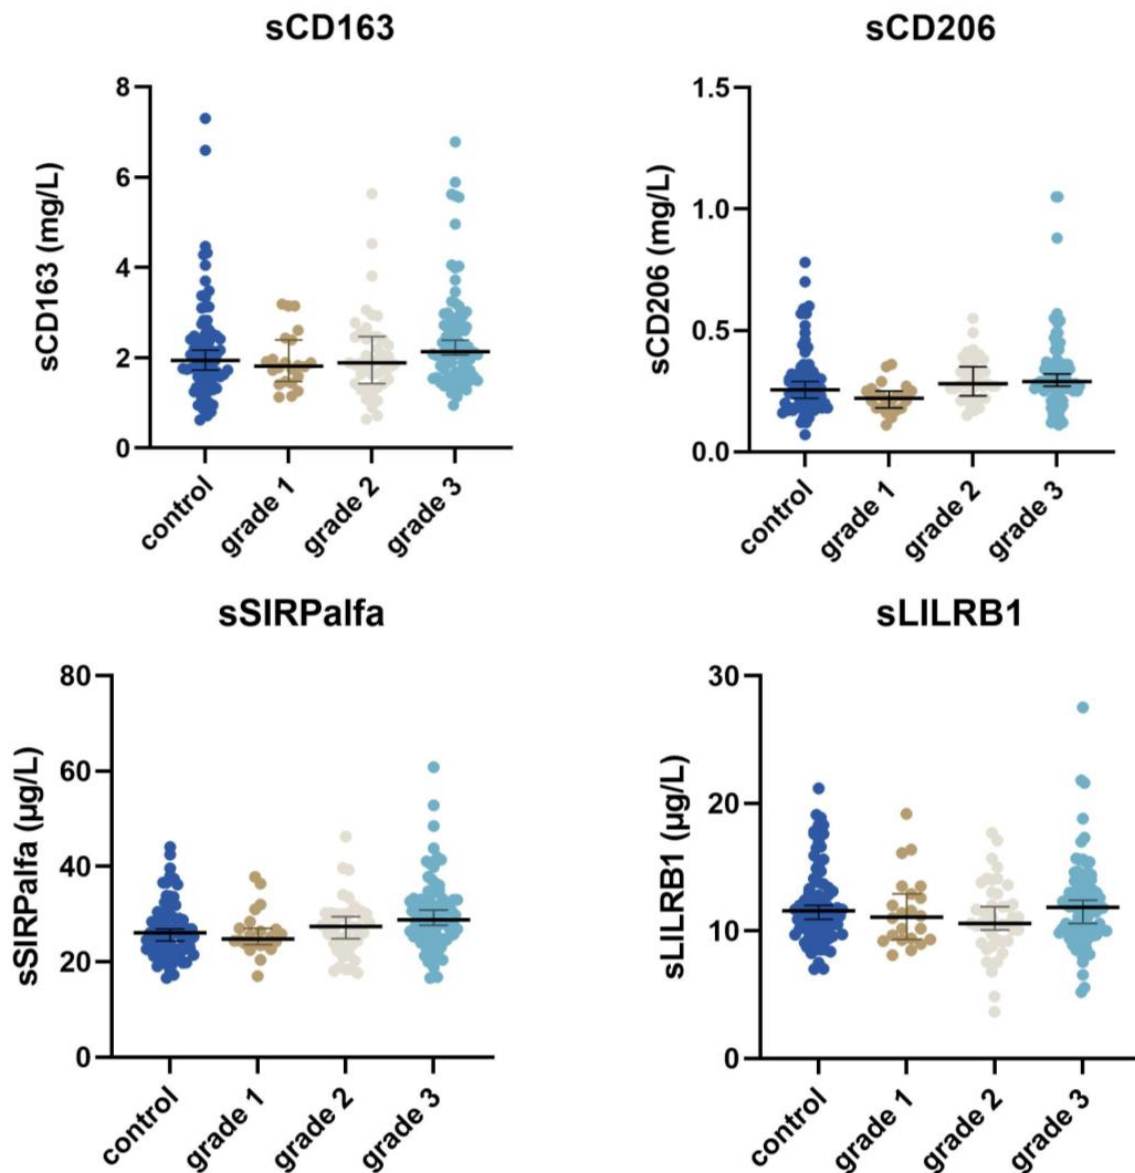 sCD163
sCD206
8
6
4
2
0
sCD163 (mg/L)
control
grade 1
grade 2
grade 3
1.5
1.0
0.5
0.0
sCD206 (mg/L)
control
grade 1
grade 2
grade 3
sSIRPalfa
sLILRB1
80
60
40
20
0
sSIRPalfa (µg/L)
control
grade 1
grade 2
grade 3
30
20
10
0
sLILRB1 (µg/L)
control
grade 1
grade 2
grade 3